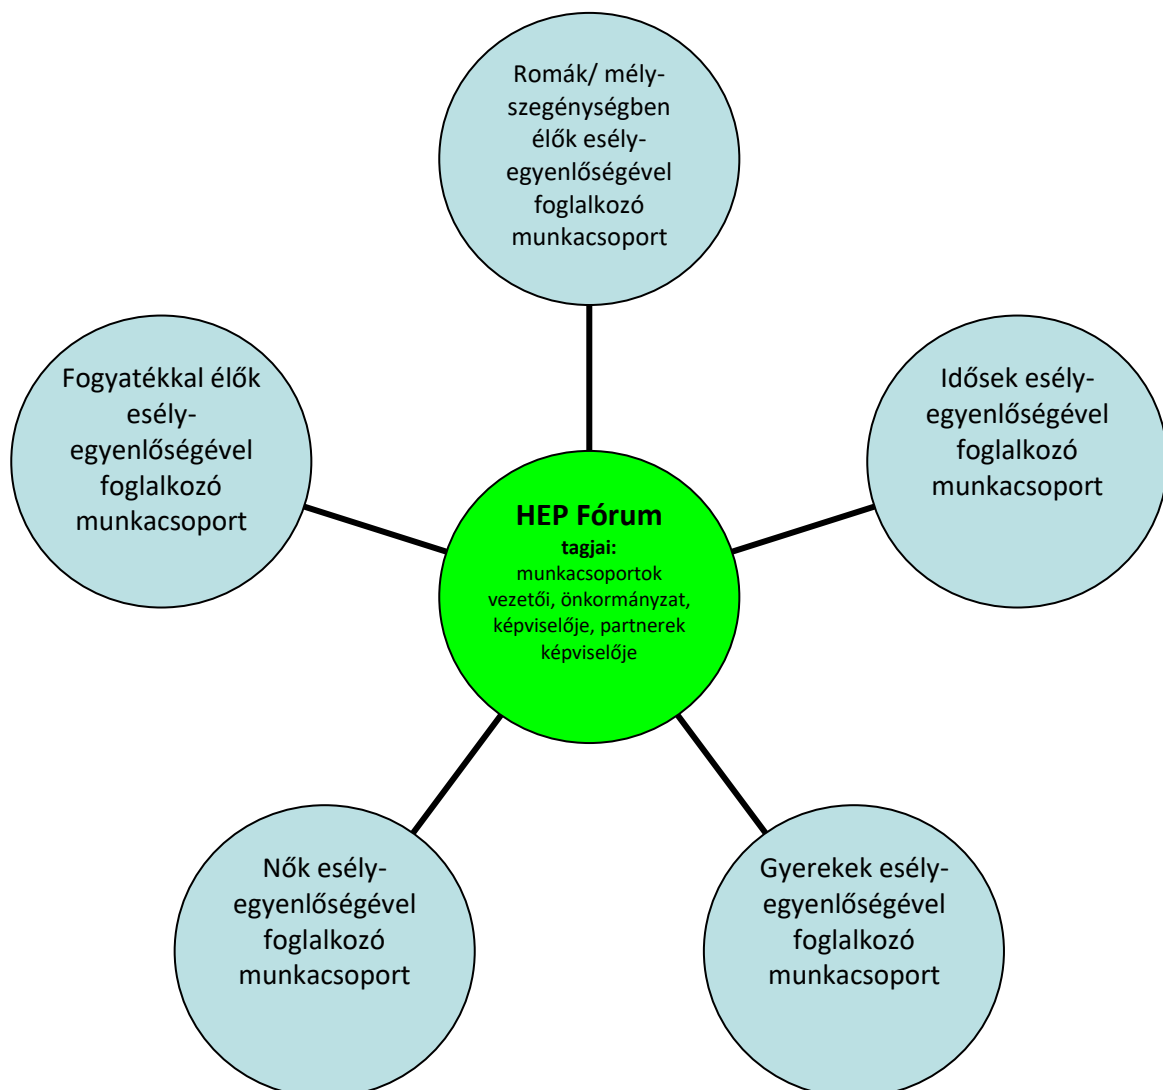 Romák/ mély-
szegénységben
élők esély-
egyenlőségével
foglalkozó
munkacsoport
Fogyatékkal élők
esély-
egyenlőségével
foglalkozó
munkacsoport
Idősek esély-
egyenlőségével
foglalkozó
munkacsoport
HEP Fórum
tagjai:
munkacsoportok
vezetői, önkormányzat,
képviselője, partnerek
képviselője
Nők esély-
egyenlőségével
foglalkozó
munkacsoport
Gyerekek esély-
egyenlőségével
foglalkozó
munkacsoport